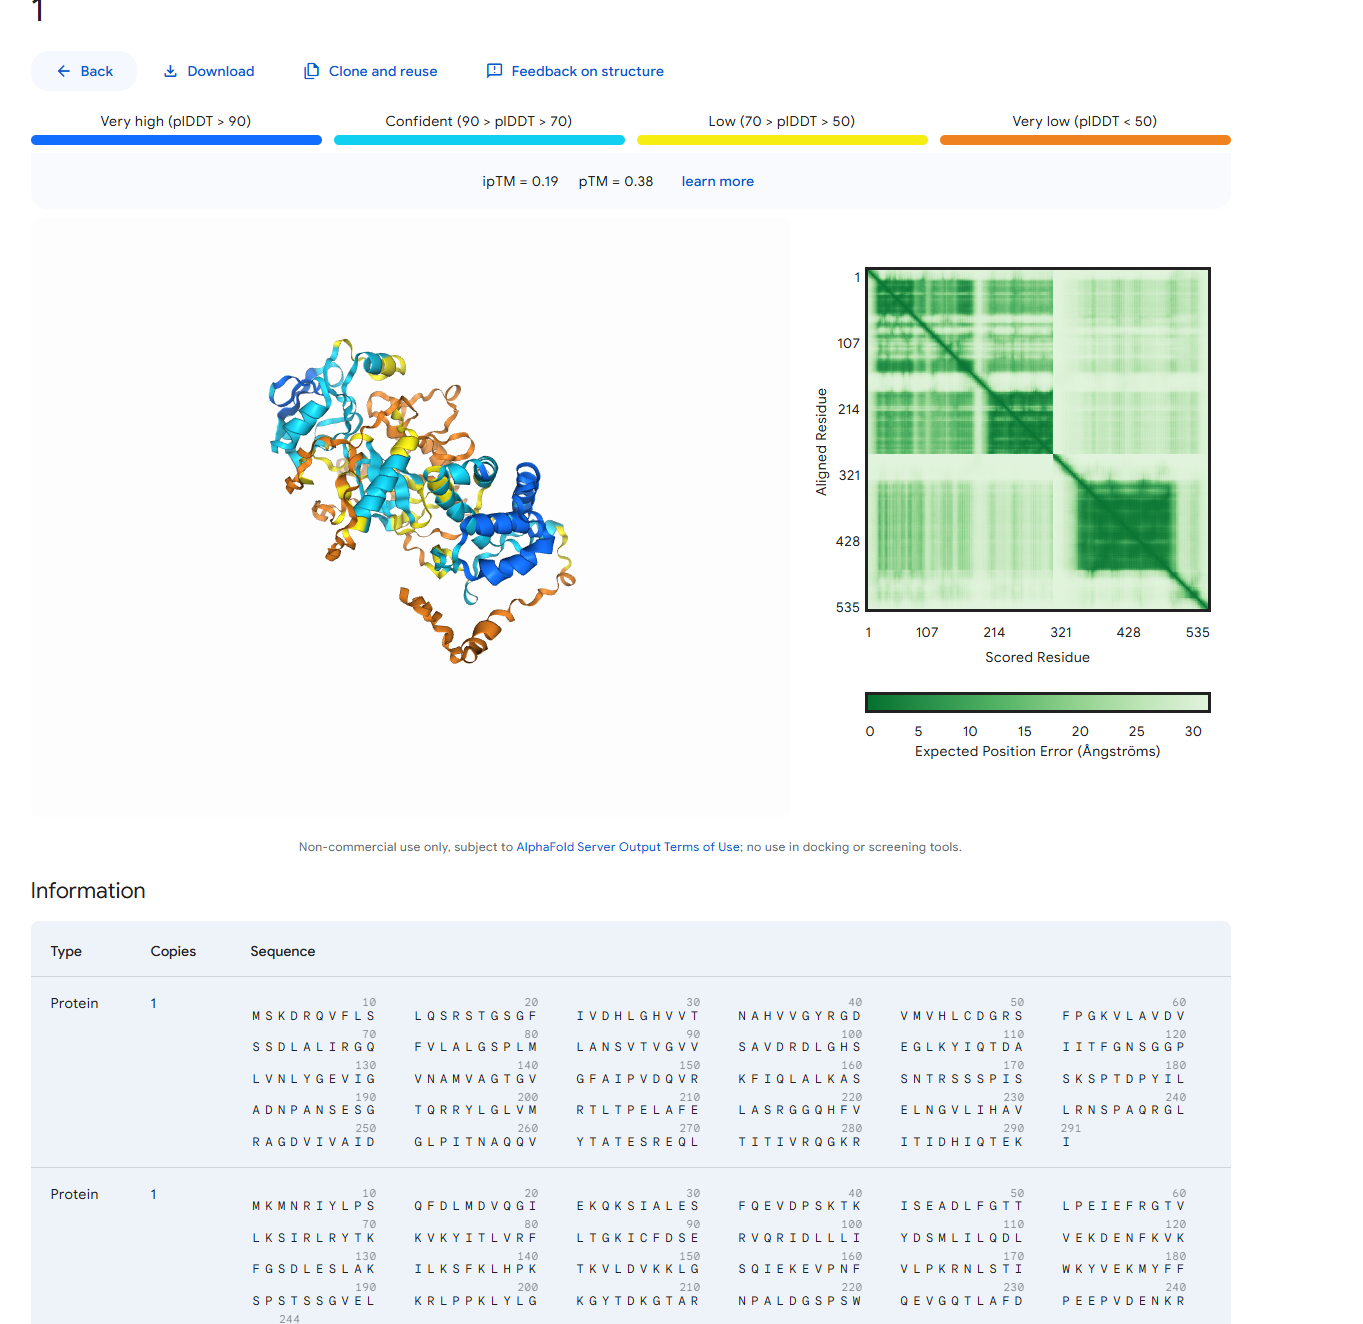 1
Back Download Clone and reuse Feedback on structure
Very high (plDDT > 90) Confident (90 > plDDT > 70) Low (70 > plDDT > 50) Very low (plDDT < 50)
ipTM = 0.19 pTM = 0.38 learn more
1
107
214
321
428
535
Aligned Residue
1 107 214 321 428 535
Scored Residue
0 5 10 15 20 25 30
Expected Position Error (Ångströms)
Non-commercial use only, subject to AlphaFold Server Output Terms of Use; no use in docking or screening tools.
Information
Type Copies Sequence
10 20 30 40 50 60
Protein 1 MSKDRQVFLS LQSRSTGSGF IVDHLGHVVT NAHVVGYRGD VMVHLCDGRS FPGKVLAVDV
70 80 90 100 110 120
SSDLALIRGQ FVLALGSPLM LANSVTVGVV SAVDRDLGHS EGLKYIQTDA IITFGNSGGP
130 140 150 160 170 180
LVNLYGEVIG VNAMVAGTGV GFAIPVDQVR KFIQLALKAS SNTRSSSPIS SKSPTDPYIL
190 200 210 220 230 240
ADNPANSESG TQRRYLGLVM RTLTPELAFE LASRGGQHFV ELNGVLIHAV LRNSPAQRGL
250 260 270 280 290 291
RAGDVIVAID GLPITNAQQV YTATESREQL TITIVRQGKR ITIDHIQTEK I
10 20 30 40 50 60
Protein 1 MKMNRIYLPS QFDLMDVQGI EKQKSIALES FQEVDPSKTK ISEADLFGTT LPEIEFRGTV
70 80 90 100 110 120
LKSIRLRYTK KVKYITLVRF LTGKICFDSE RVQRIDLLLI YDSMLILQDL VEKDENFKVK
130 140 150 160 170 180
FGSDLESLAK ILKSFKLHPK TKVLDVKKLG SQIEKEVPNF VLPKRNLSTI WKYVEKMYFF
190 200 210 220 230 240
SPSTSSGVEL KRLPPKLYLG KGYTDKGTAR NPALDGSPSW QEVGQTLAFD PEEPVDENKR
244